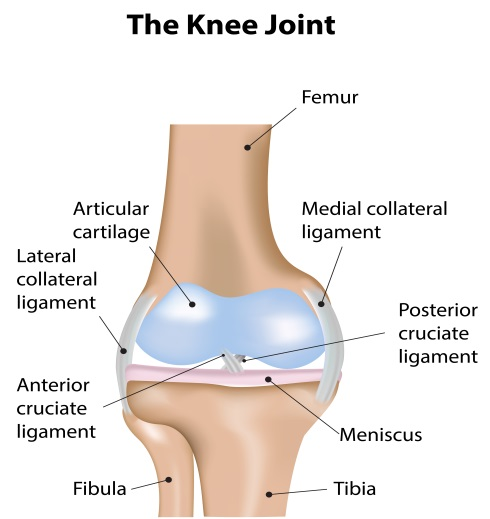 The Knee Joint
Femur
Articular
cartilage
Medial collateral
ligament
Lateral
collateral
ligament
Posterior
cruciate
ligament
Anterior
cruciate
ligament
Meniscus
Fibula
Tibia